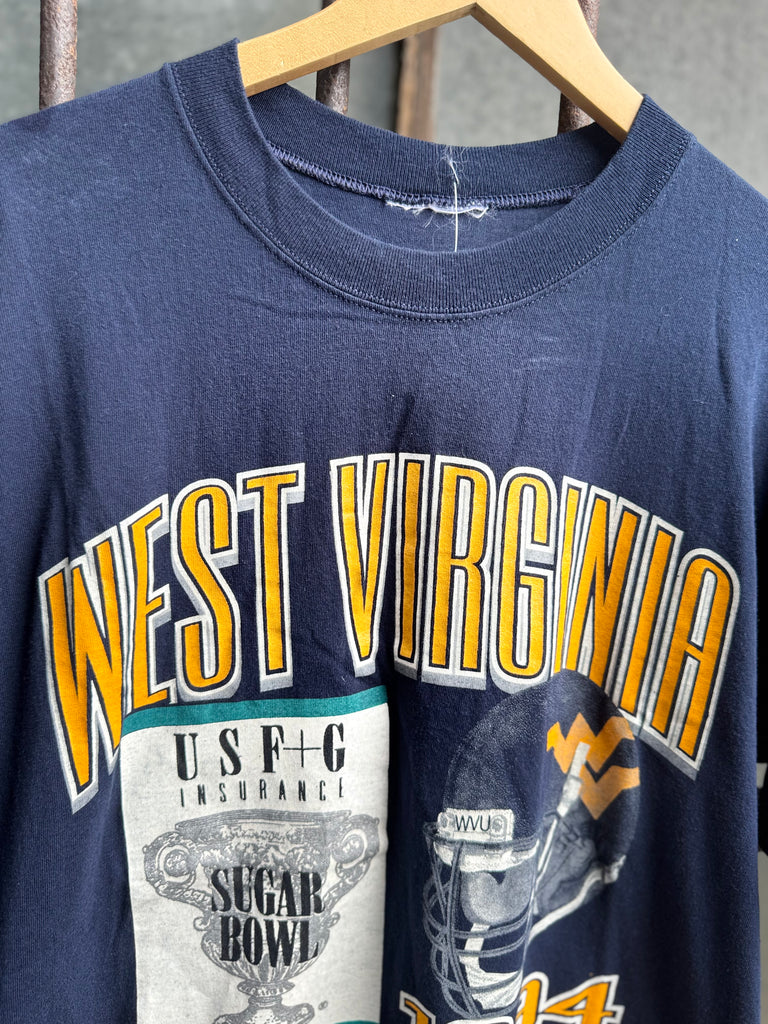 WEST VIRGINIA
USF+G
INSURANCE
SUGAR
BOWL
WVU